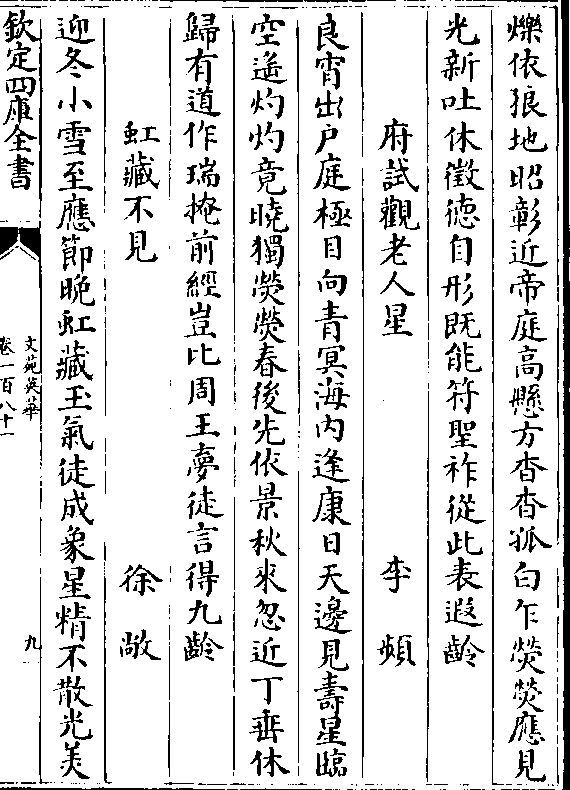 爍依狼地昭彰近帝庭高懸方杳杳孤白乍熒熒應見
光新吐休徵德自形既能符聖祚從此表遐齡
府試觀老人星 李頻
良宵出户庭極目向青冥海内逢康日天邊見壽星臨
空遙灼灼竟曉獨熒熒春後先依景秋來忽近丁垂休
歸有道作瑞掩前經豈比周王夢徒言得九齡
虹藏不見 徐敞
迎冬小雪至應節晚虹藏玉氣徒成象星精不散光美
欽定四庫全書 文苑英華 卷一百八十一 九